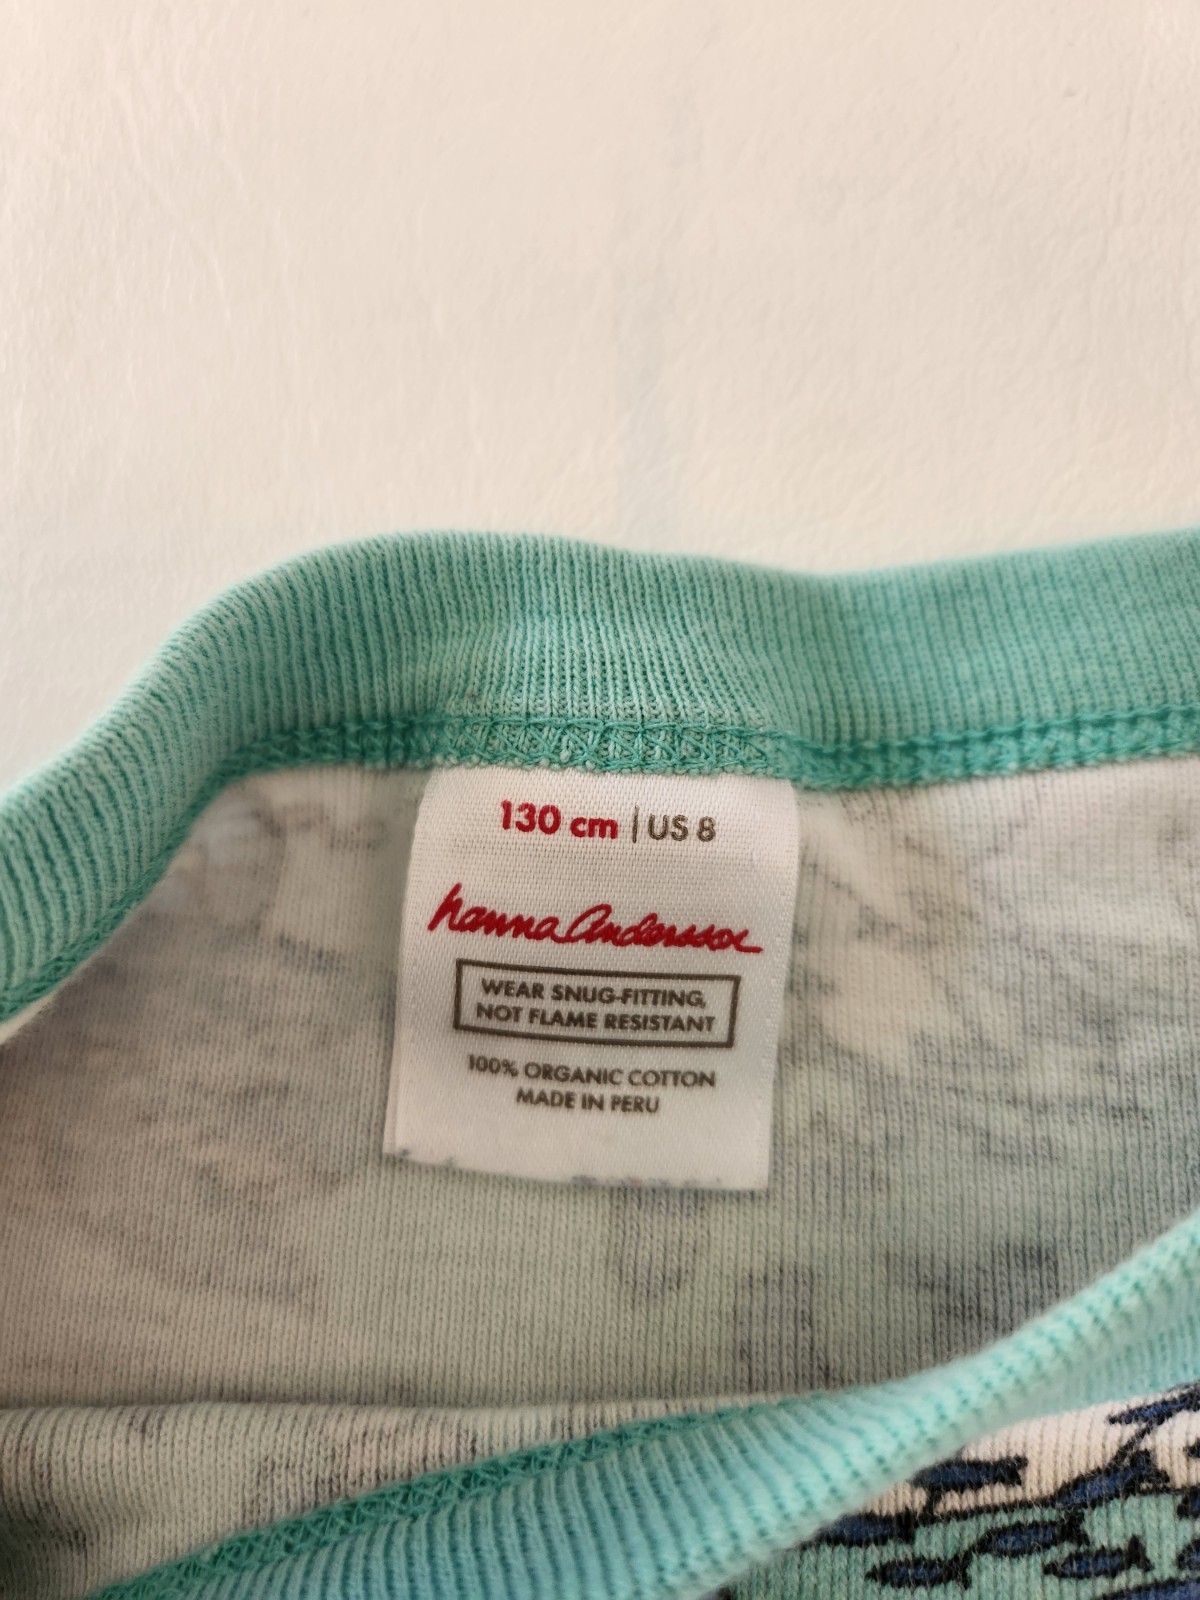 130 cm | US 8
hanna andersson
WEAR SNUG-FITTING,
NOT FLAME RESISTANT
100% ORGANIC COTTON
MADE IN PERU